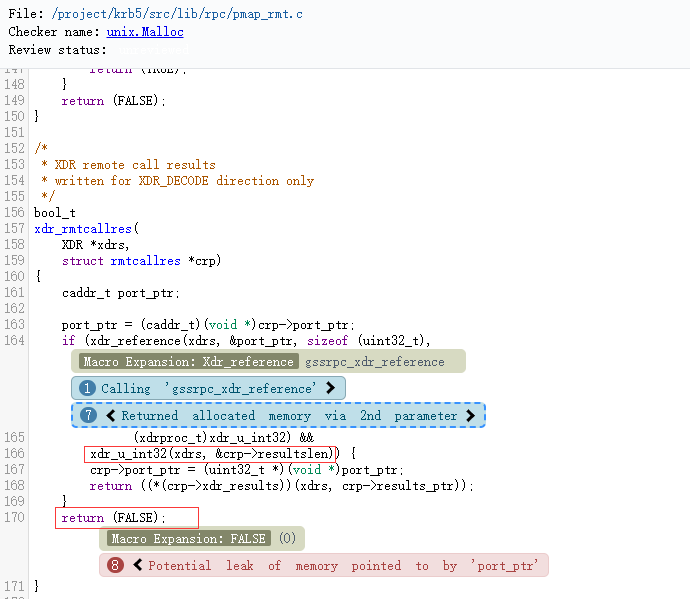 File: /project/krb5/src/lib/rpc/pmap_rmt.c
Checker name: unix.Malloc
Review status:
147 return (TRUE);
148 }
149 return (FALSE);
150 }
151
152 /*
153 * XDR remote call results
154 * written for XDR_DECODE direction only
155 */
156 bool_t
157 xdr_rmtcallres(
158 XDR *xdrs,
159 struct rmtcallres *crp)
160 {
161 caddr_t port_ptr;
162
163 port_ptr = (caddr_t)(void *)crp->port_ptr;
164 if (xdr_reference(xdrs, &port_ptr, sizeof (uint32_t),
Macro Expansion: Xdr_reference gssrpc_xdr_reference
1 Calling 'gssrpc_xdr_reference'
7 Returned allocated memory via 2nd parameter
165 (xdrproc_t)xdr_u_int32) &&
166 xdr_u_int32(xdrs, &crp->resultslen)) {
167 crp->port_ptr = (uint32_t *)(void *)port_ptr;
168 return ((*(crp->xdr_results))(xdrs, crp->results_ptr));
169 }
170 return (FALSE);
Macro Expansion: FALSE (0)
8 Potential leak of memory pointed to by 'port_ptr'
171 }